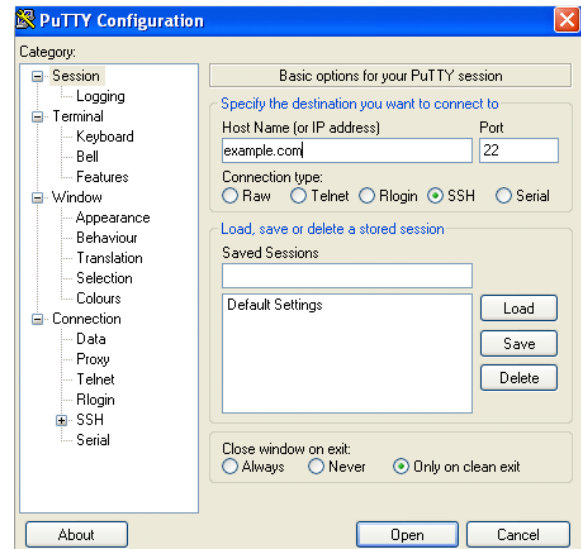 PuTTY Configuration
Category:
Session
Logging
Terminal
Keyboard
Bell
Features
Window
Appearance
Behaviour
Translation
Selection
Colours
Connection
Data
Proxy
Telnet
Rlogin
SSH
Serial
Basic options for your PuTTY session
Specify the destination you want to connect to
Host Name (or IP address) Port
example.com 22
Connection type:
Raw Telnet Rlogin SSH Serial
Load, save or delete a stored session
Saved Sessions
Default Settings
Load
Save
Delete
Close window on exit:
Always Never Only on clean exit
About Open Cancel